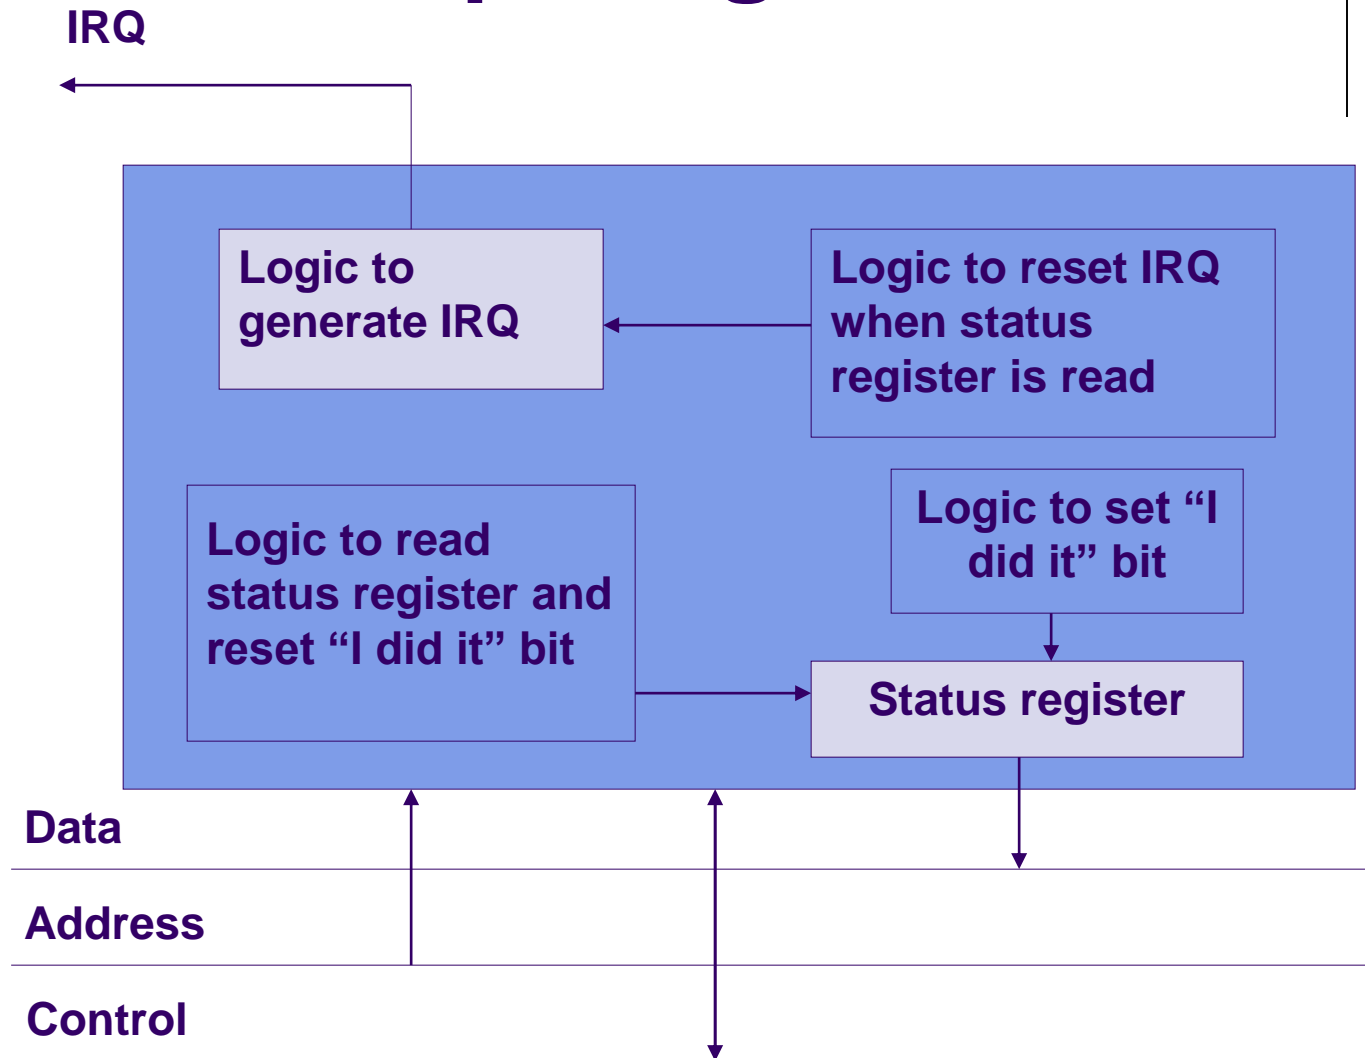 IRQ
Logic to
generate IRQ
Logic to reset IRQ
when status
register is read
Logic to read
status register and
reset “I did it” bit
Logic to set “I
did it” bit
Status register
Data
Address
Control